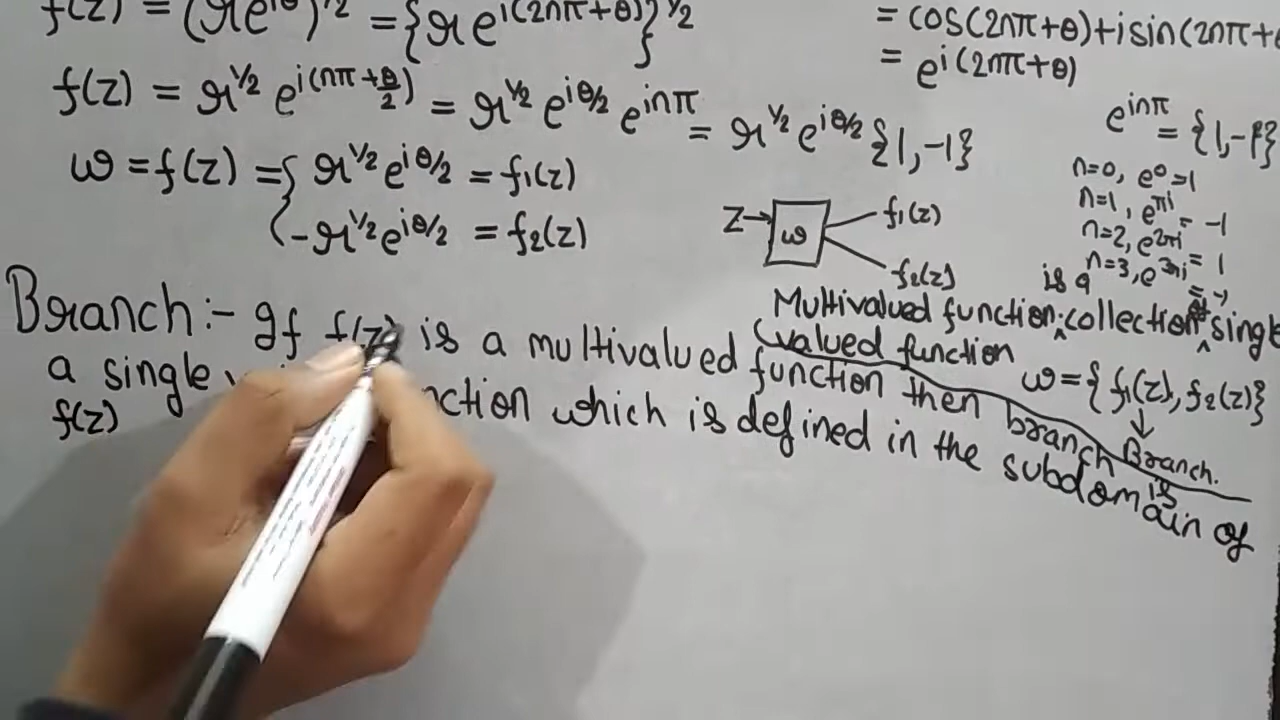 f(z) = (re^{iθ})^{1/2} = {re^{i(2nπ+θ)}}^{1/2}
= cos(2nπ+θ)+isin(2nπ+θ
= e^{i(2nπ+θ)}
f(z) = r^{1/2} e^{i(nπ+θ/2)} = r^{1/2} e^{iθ/2} e^{inπ} = r^{1/2} e^{iθ/2} {1,-1}
e^{inπ} = {1,-1}
n=0, e^0=1
n=1, e^{πi} = -1
n=2, e^{2πi} = 1
n=3, e^{3πi} = -1
w = f(z) = { r^{1/2} e^{iθ/2} = f₁(z)
-r^{1/2} e^{iθ/2} = f₂(z)
z → w f₁(z)
f₂(z)
Multivalued function is a collection of single
valued function
w = {f₁(z), f₂(z)}
↓
Branch.
Branch:- If f(z) is a multivalued function then branch is
a single function which is defined in the subdomain of
f(z)